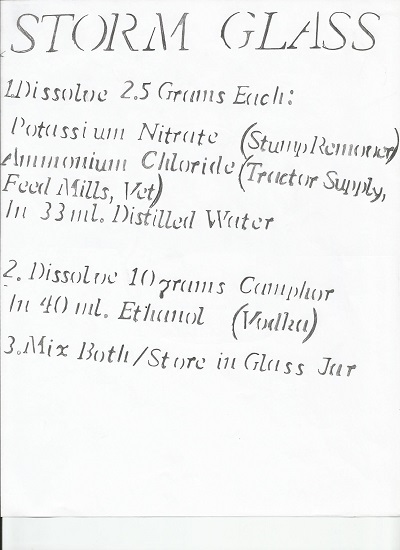 STORM GLASS
1.Dissolve 2.5 Grams Each:
Potassium Nitrate (Stump Remover)
Ammonium Chloride (Tractor Supply,
Feed Mills, Vet)
In 33 ml. Distilled Water
2. Dissolve 10 grams Camphor
In 40 ml. Ethanol (Vodka)
3.Mix Both/Store in Glass Jar